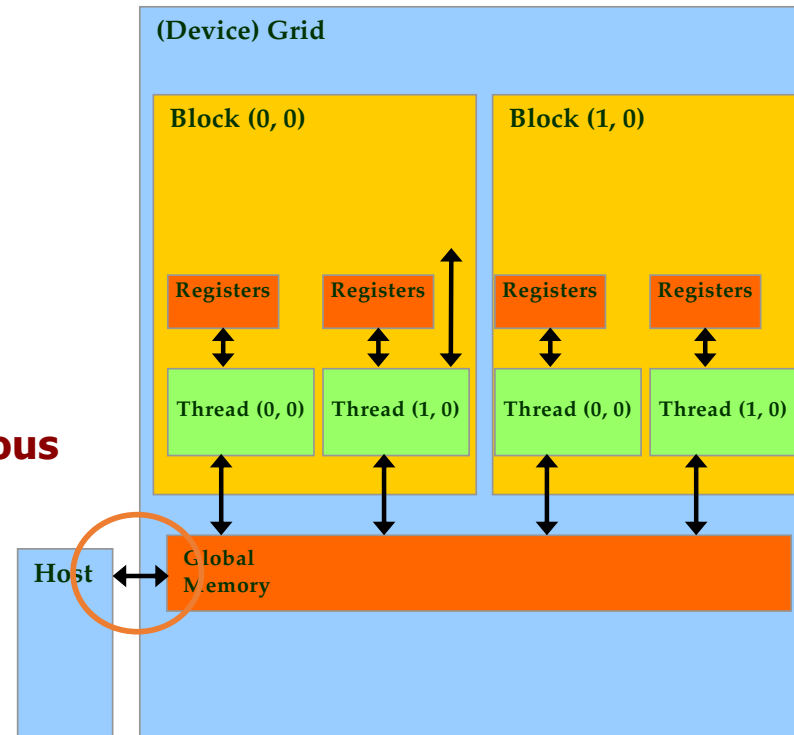 (Device) Grid
Block (0, 0)
Block (1, 0)
Registers
Registers
Registers
Registers
Thread (0, 0)
Thread (1, 0)
Thread (0, 0)
Thread (1, 0)
ous
Host
Global
Memory